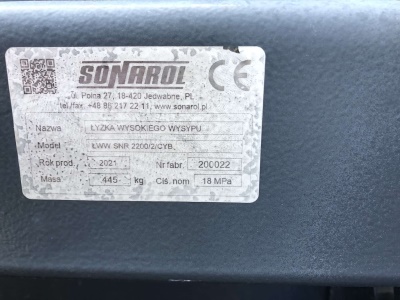 SONAROL CE
ul. Polna 27, 18-420 Jedwabne, PL
tel./fax. +48 86 217 22 11, www.sonarol.pl
Nazwa ŁYŻKA WYSOKIEGO WYSYPU
Model ŁWW SNR 2200/2/CYB.
Rok prod. 2021 Nr fabr. 200022
Masa 445 kg Ciś. nom. 18 MPa